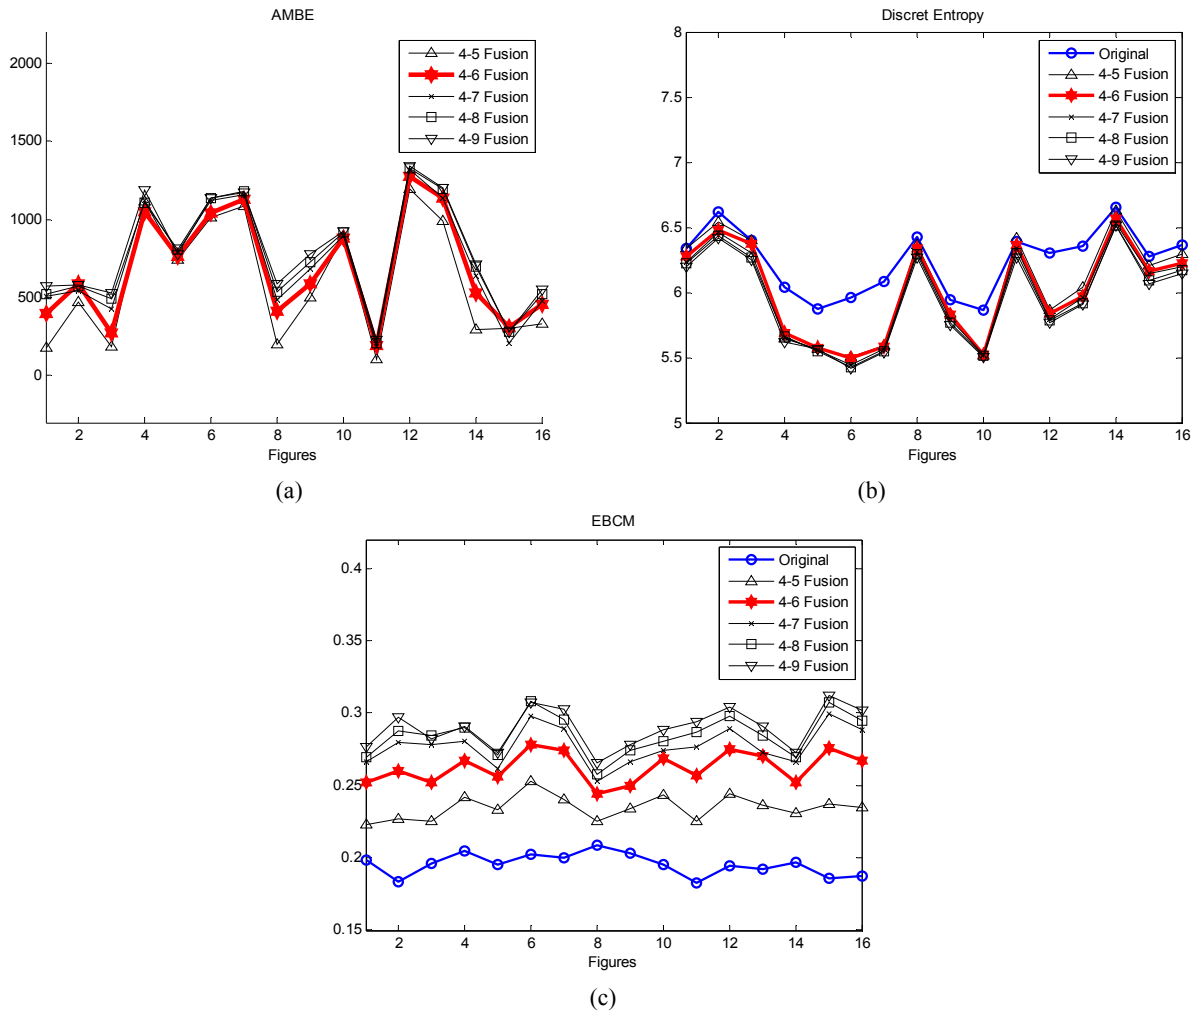 AMBE
2000
1500
1000
500
0
2 4 6 8 10 12 14 16
Figures
4-5 Fusion
4-6 Fusion
4-7 Fusion
4-8 Fusion
4-9 Fusion
(a)
Discret Entropy
8
7.5
7
6.5
6
5.5
5
2 4 6 8 10 12 14 16
Figures
Original
4-5 Fusion
4-6 Fusion
4-7 Fusion
4-8 Fusion
4-9 Fusion
(b)
EBCM
0.4
0.35
0.3
0.25
0.2
0.15
2 4 6 8 10 12 14 16
Figures
Original
4-5 Fusion
4-6 Fusion
4-7 Fusion
4-8 Fusion
4-9 Fusion
(c)